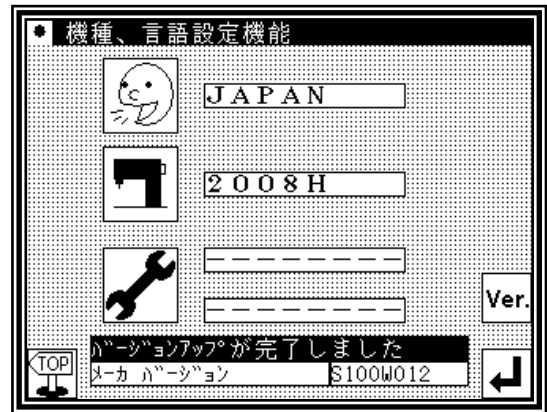 機種、言語設定機能
JAPAN
2008H
--------
--------
Ver.
ﾊﾞｰｼﾞｮﾝｱｯﾌﾟが完了しました
TOP
ﾒｰｶ ﾊﾞｰｼﾞｮﾝ S100W012